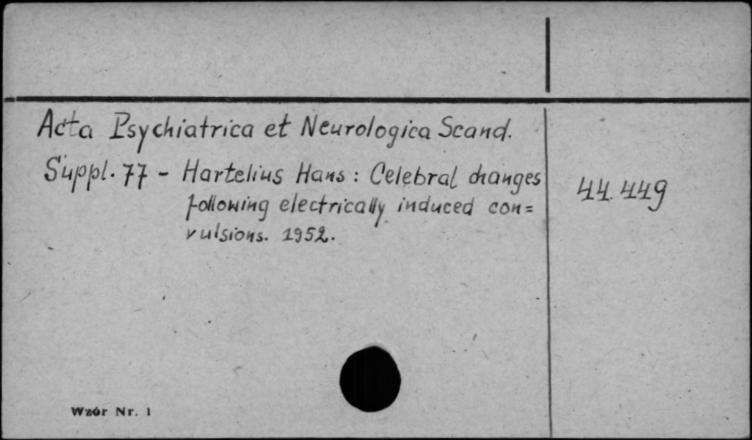 Acta Psychiatrica et Neurologica Scand.
Suppl. 77 - Hartelius Hans : Celebral changes
following electrically induced con=
vulsions. 1952.
44.449
Wzór Nr. 1